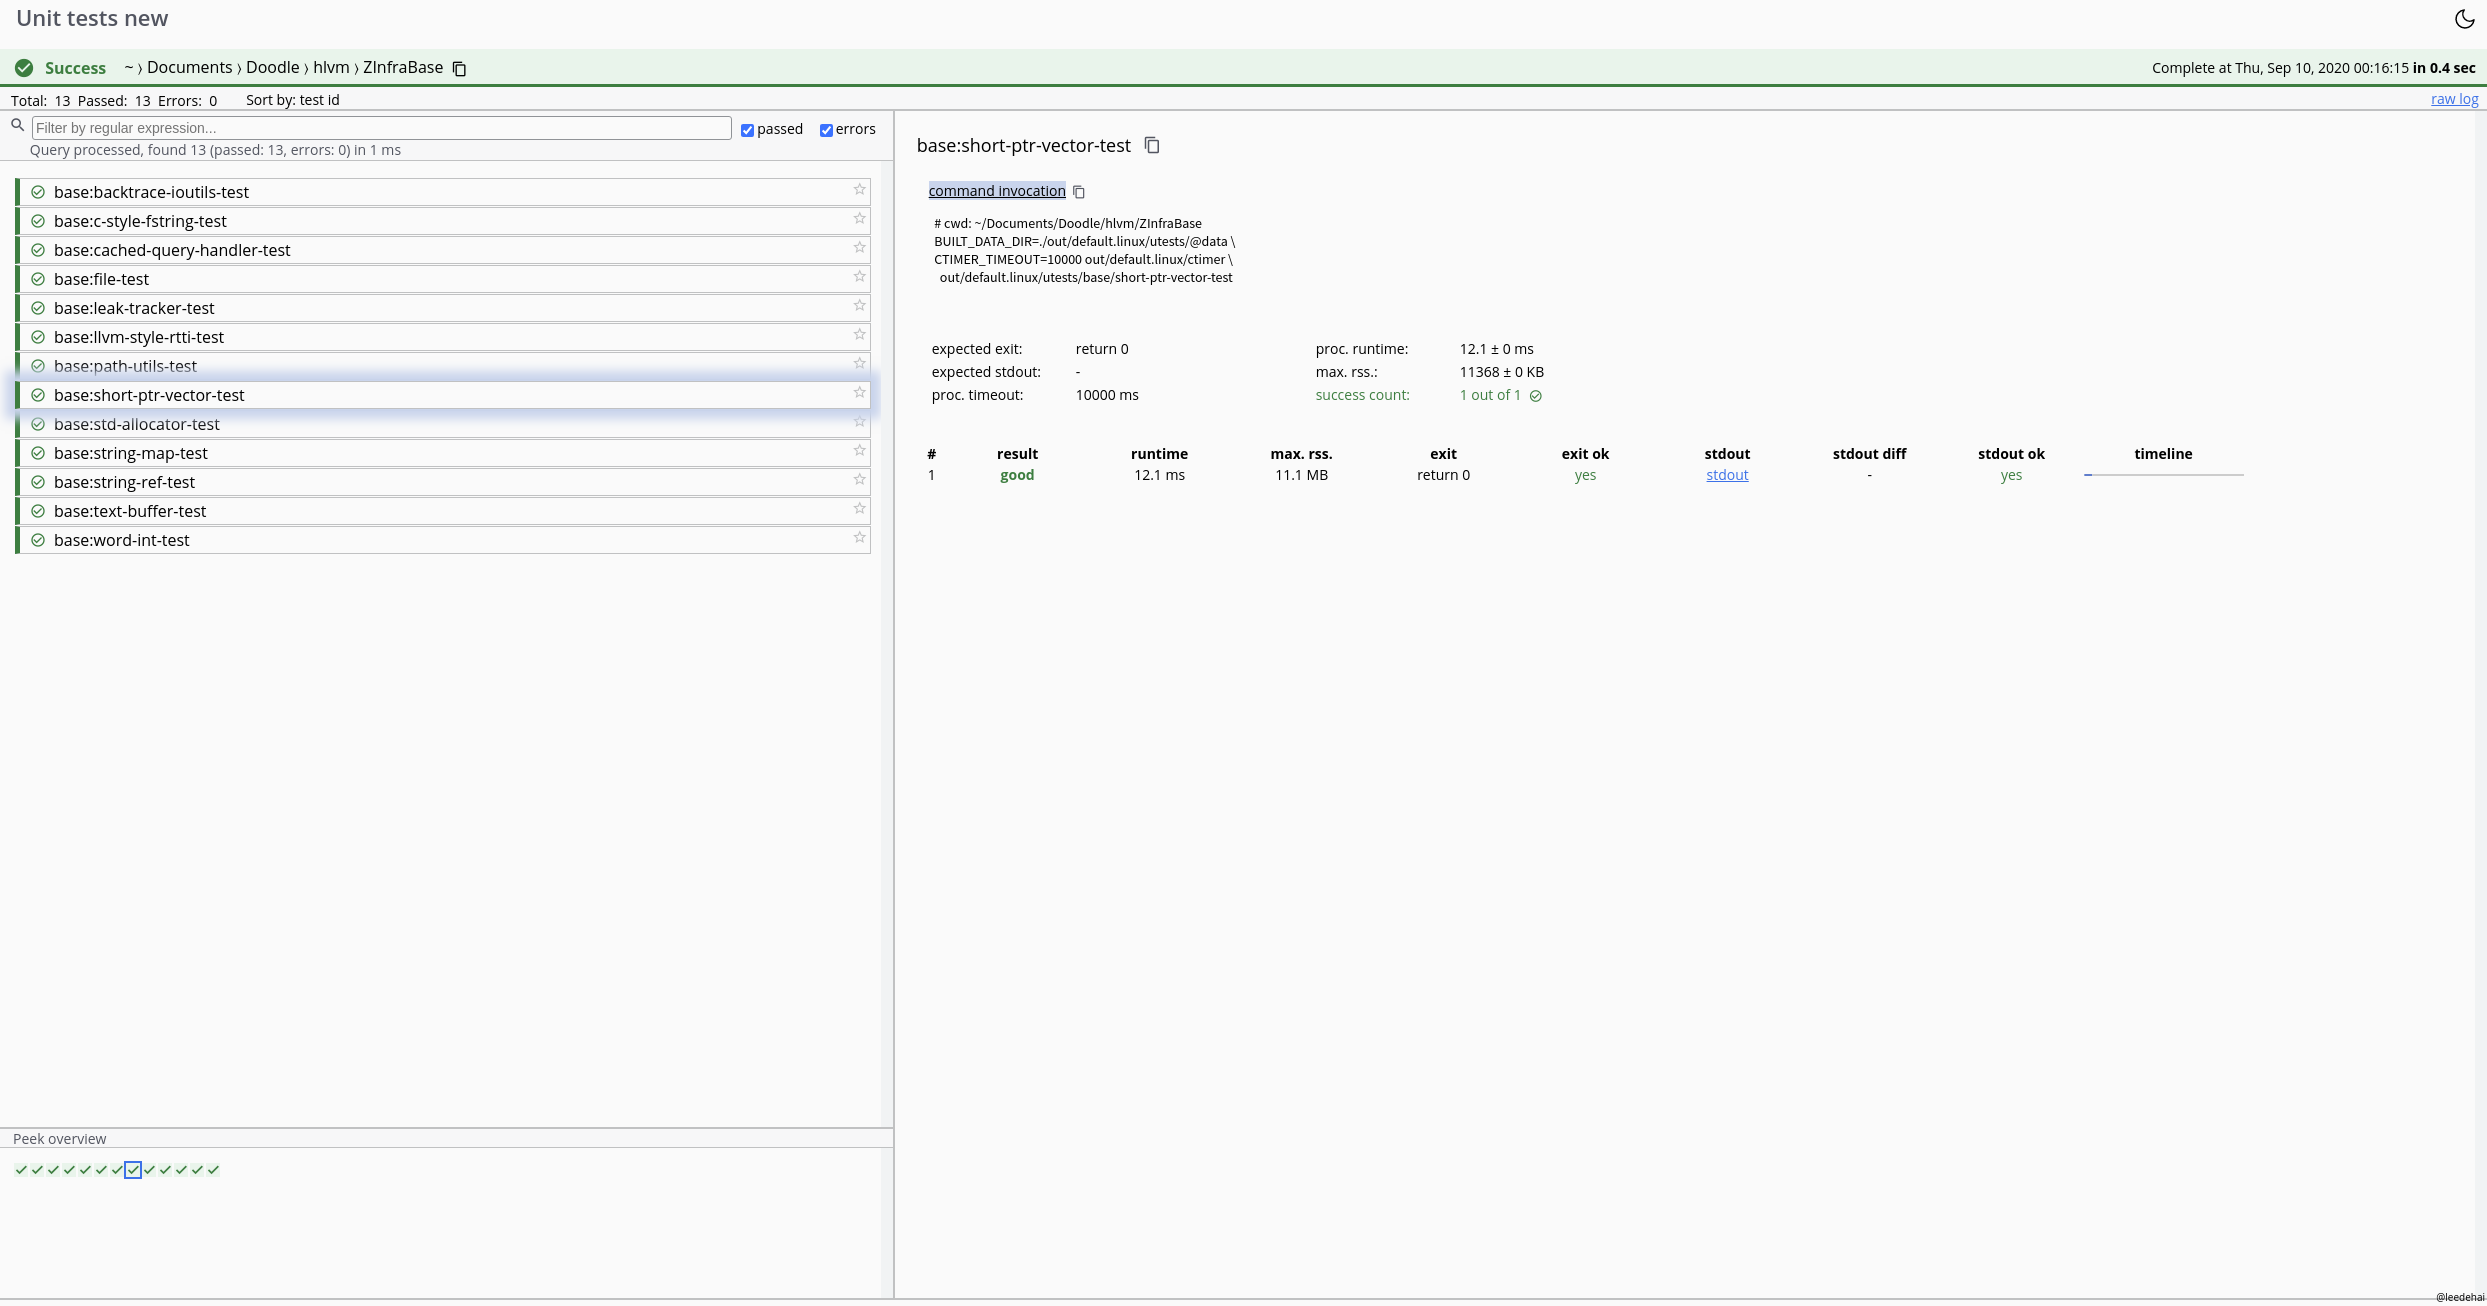 Unit tests new
Success ~ › Documents › Doodle › hlvm › ZInfraBase
Complete at Thu, Sep 10, 2020 00:16:15 in 0.4 sec
Total: 13 Passed: 13 Errors: 0 Sort by: test id
raw log
Filter by regular expression...
passed errors
Query processed, found 13 (passed: 13, errors: 0) in 1 ms
base:backtrace-ioutils-test
base:c-style-fstring-test
base:cached-query-handler-test
base:file-test
base:leak-tracker-test
base:llvm-style-rtti-test
base:path-utils-test
base:short-ptr-vector-test
base:std-allocator-test
base:string-map-test
base:string-ref-test
base:text-buffer-test
base:word-int-test
Peek overview
base:short-ptr-vector-test
command invocation
# cwd: ~/Documents/Doodle/hlvm/ZInfraBase
BUILT_DATA_DIR=./out/default.linux/utests/@data \
CTIMER_TIMEOUT=10000 out/default.linux/ctimer \
out/default.linux/utests/base/short-ptr-vector-test
expected exit: return 0 proc. runtime: 12.1 ± 0 ms
expected stdout: - max. rss.: 11368 ± 0 KB
proc. timeout: 10000 ms success count: 1 out of 1
# result runtime max. rss. exit exit ok stdout stdout diff stdout ok timeline
1 good 12.1 ms 11.1 MB return 0 yes stdout - yes
@leedehai